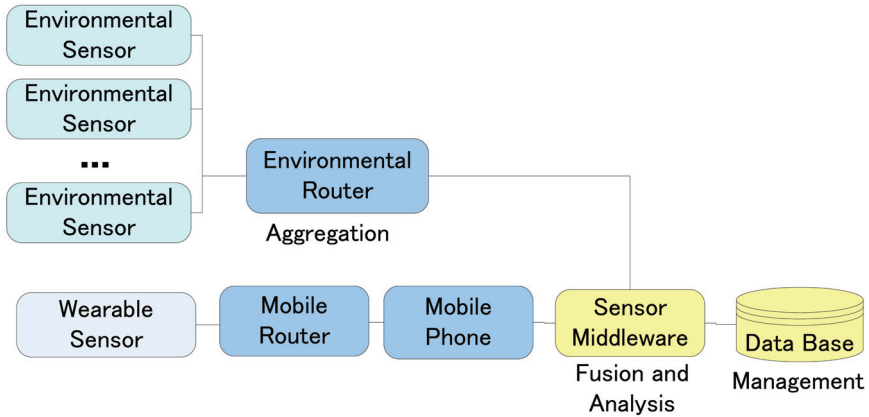 Environmental
Sensor
Environmental
Sensor
...
Environmental
Sensor
Environmental
Router
Aggregation
Wearable
Sensor
Mobile
Router
Mobile
Phone
Sensor
Middleware
Fusion and
Analysis
Data Base
Management